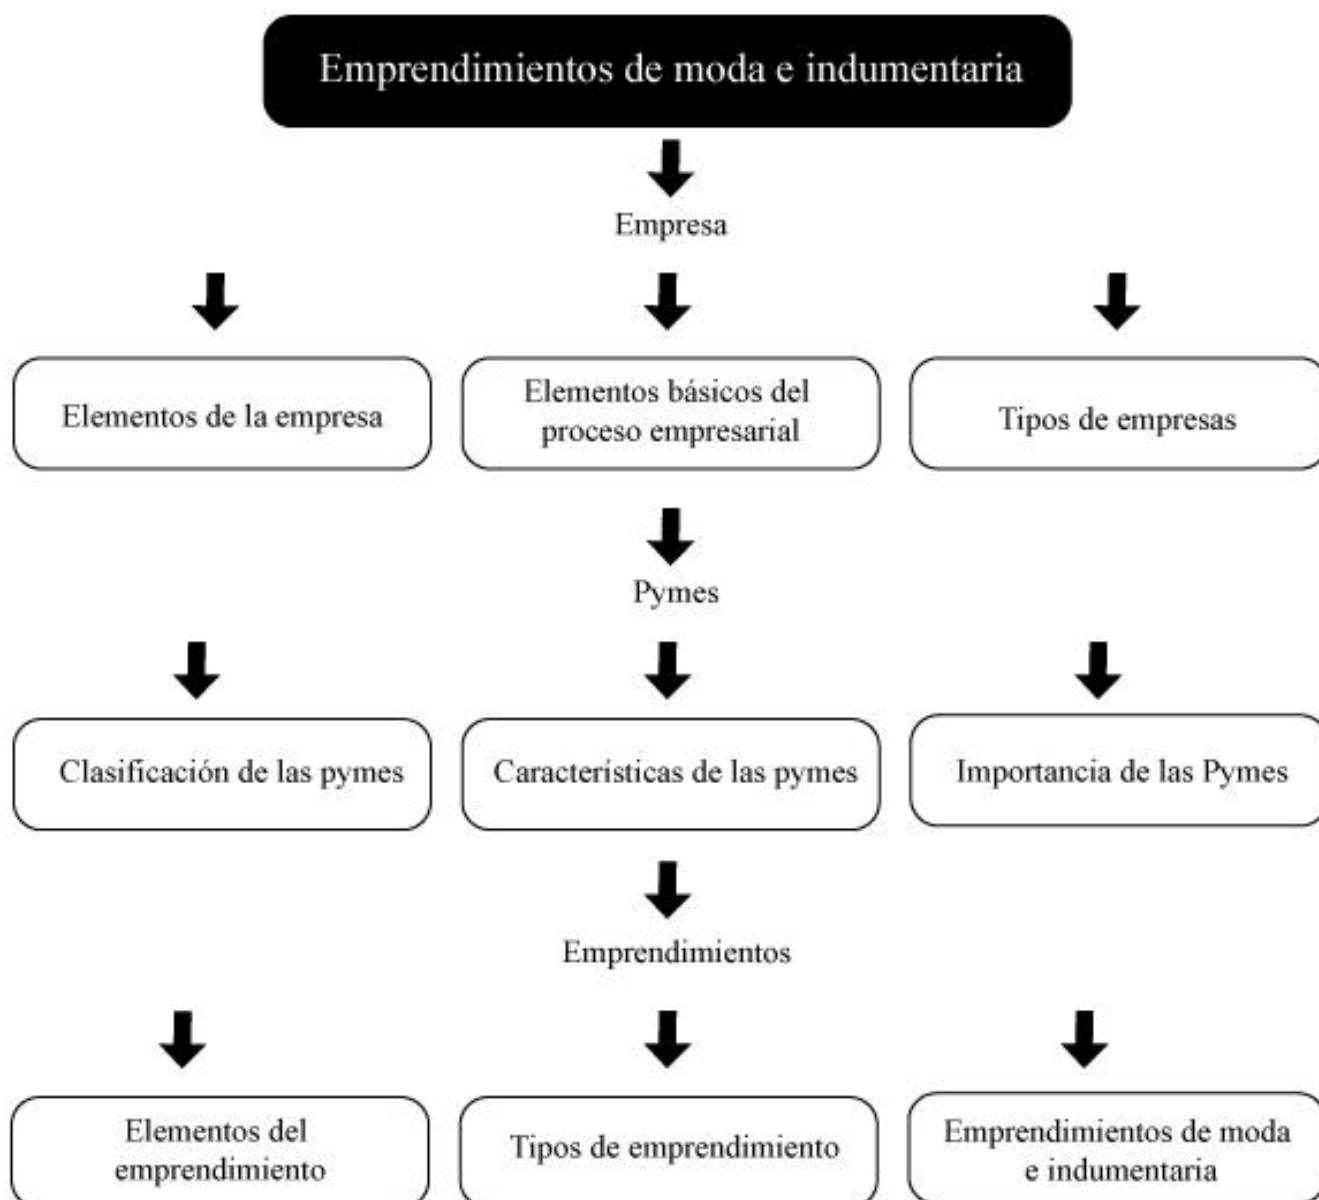 Emprendimientos de moda e indumentaria
Empresa
Elementos de la empresa
Elementos básicos del
proceso empresarial
Tipos de empresas
Pymes
Clasificación de las pymes
Características de las pymes
Importancia de las Pymes
Emprendimientos
Elementos del
emprendimiento
Tipos de emprendimiento
Emprendimientos de moda
e indumentaria